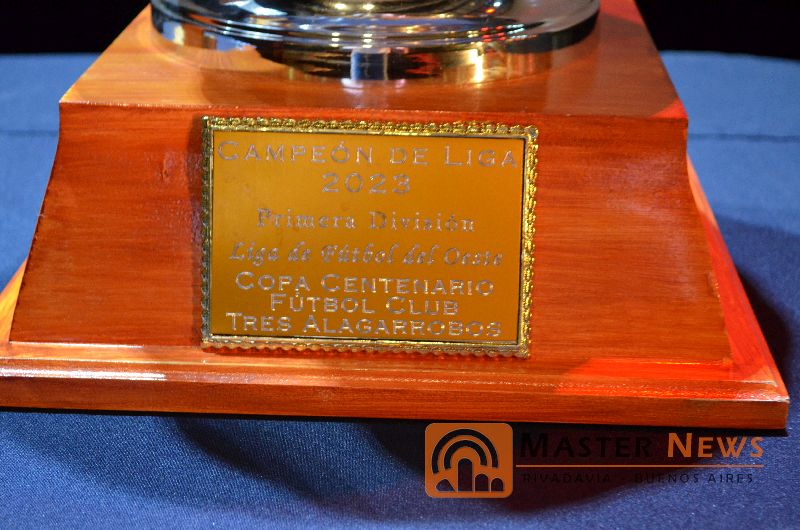 CAMPEÓN DE LIGA
2023
Primera División
Liga de Fútbol del Oeste
COPA CENTENARIO
FÚTBOL CLUB
TRES ALAGARROBOS
MASTER NEWS
RIVADAVIA - BUENOS AIRES